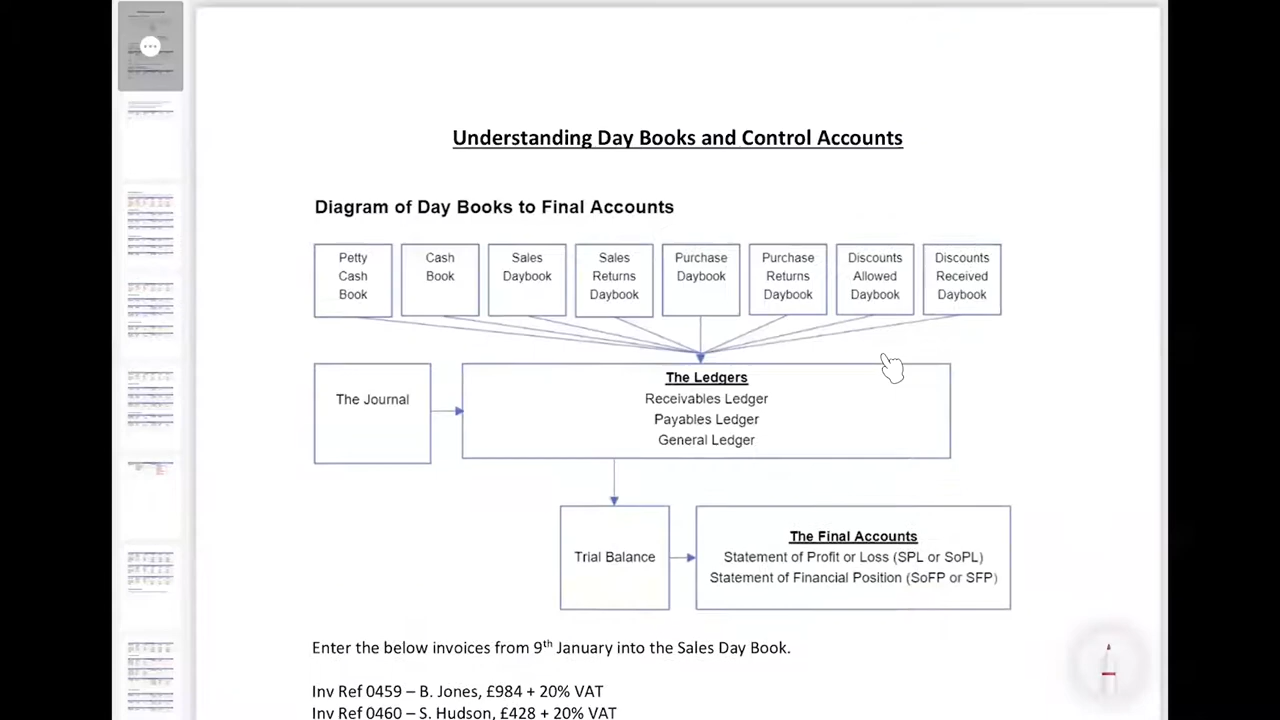 Understanding Day Books and Control Accounts
Diagram of Day Books to Final Accounts
Petty
Cash
Book
Cash
Book
Sales
Daybook
Sales
Returns
Daybook
Purchase
Daybook
Purchase
Returns
Daybook
Discounts
Allowed
Daybook
Discounts
Received
Daybook
The Journal
The Ledgers
Receivables Ledger
Payables Ledger
General Ledger
Trial Balance
The Final Accounts
Statement of Profit or Loss (SPL or SoPL)
Statement of Financial Position (SoFP or SFP)
Enter the below invoices from 9th January into the Sales Day Book.
Inv Ref 0459 – B. Jones, £984 + 20% VAT
Inv Ref 0460 – S. Hudson, £428 + 20% VAT